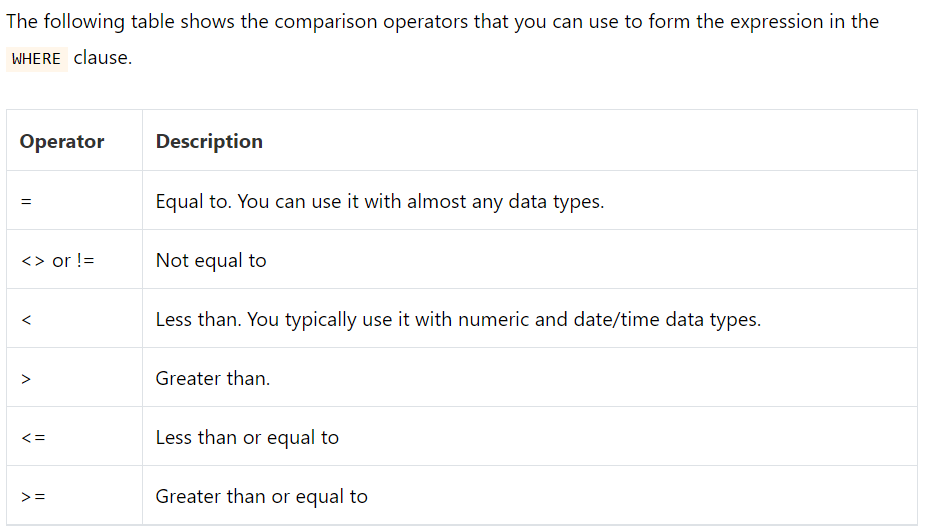 The following table shows the comparison operators that you can use to form the expression in the
WHERE clause.
Operator Description
= Equal to. You can use it with almost any data types.
<> or != Not equal to
< Less than. You typically use it with numeric and date/time data types.
> Greater than.
<= Less than or equal to
>= Greater than or equal to